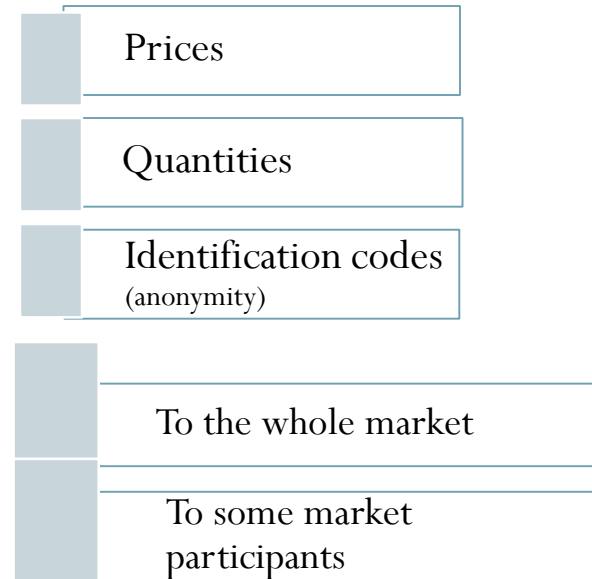 Prices
Quantities
Identification codes
(anonymity)
To the whole market
To some market
participants